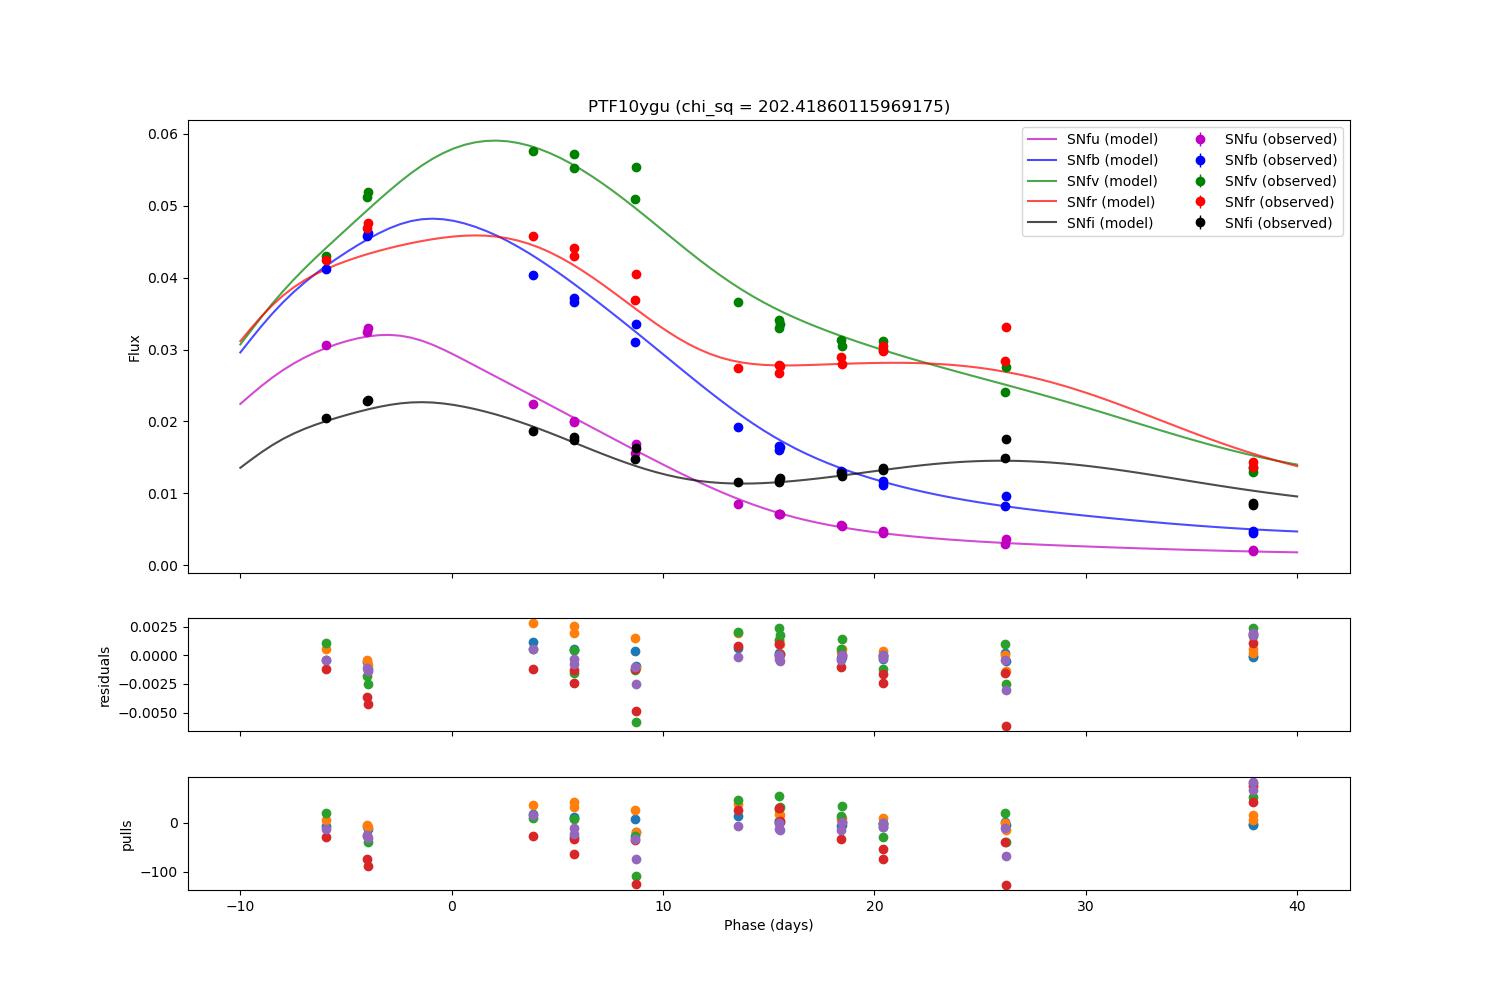 PTF10ygu (chi_sq = 202.41860115969175)
0.06
0.05
0.04
0.03
0.02
0.01
0.00
Flux
SNfu (model)
SNfb (model)
SNfv (model)
SNfr (model)
SNfi (model)
SNfu (observed)
SNfb (observed)
SNfv (observed)
SNfr (observed)
SNfi (observed)
0.0025
0.0000
−0.0025
−0.0050
residuals
0
−100
pulls
−10
0
10
20
30
40
Phase (days)